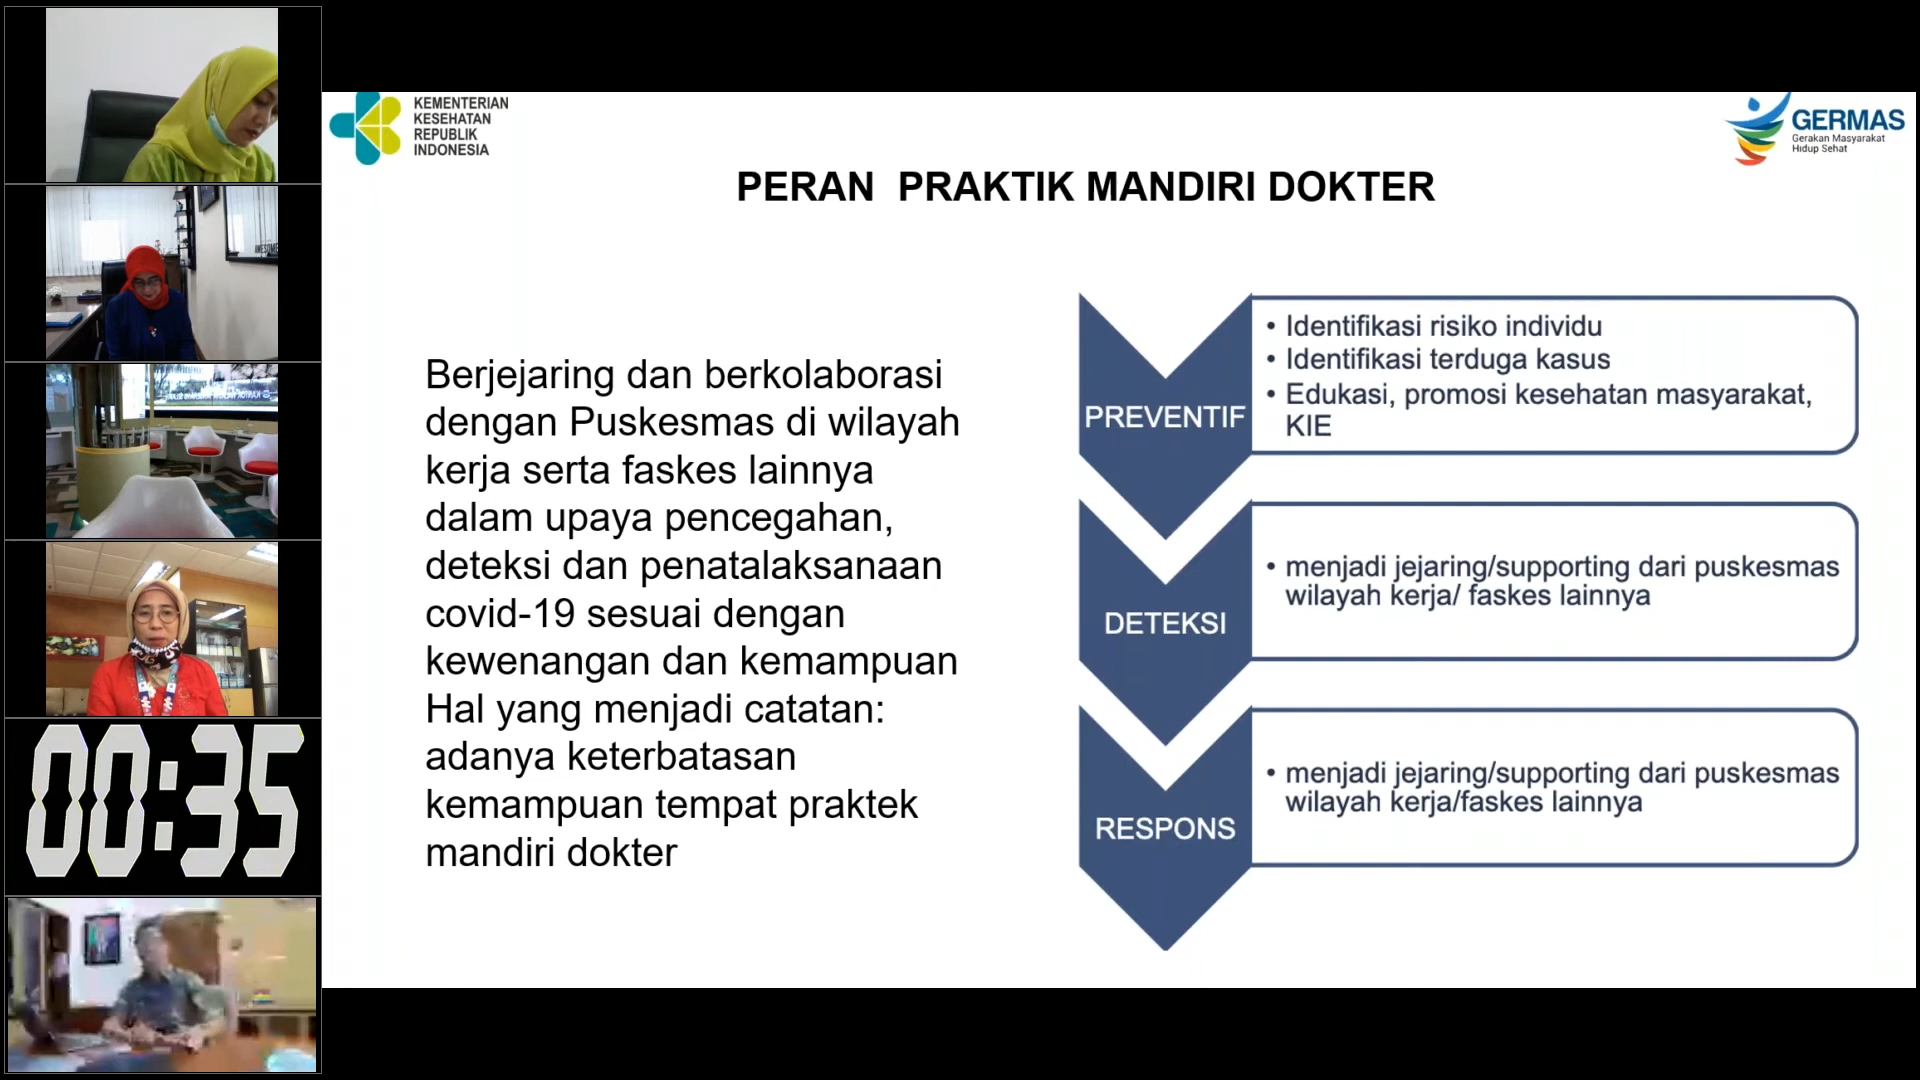 KEMENTERIAN
KESEHATAN
REPUBLIK
INDONESIA
GERMAS
Gerakan Masyarakat
Hidup Sehat
PERAN PRAKTIK MANDIRI DOKTER
Berjejaring dan berkolaborasi
dengan Puskesmas di wilayah
kerja serta faskes lainnya
dalam upaya pencegahan,
deteksi dan penatalaksanaan
covid-19 sesuai dengan
kewenangan dan kemampuan
Hal yang menjadi catatan:
adanya keterbatasan
kemampuan tempat praktek
mandiri dokter
PREVENTIF
• Identifikasi risiko individu
• Identifikasi terduga kasus
• Edukasi, promosi kesehatan masyarakat,
KIE
DETEKSI
• menjadi jejaring/supporting dari puskesmas
wilayah kerja/ faskes lainnya
RESPONS
• menjadi jejaring/supporting dari puskesmas
wilayah kerja/faskes lainnya
00:35